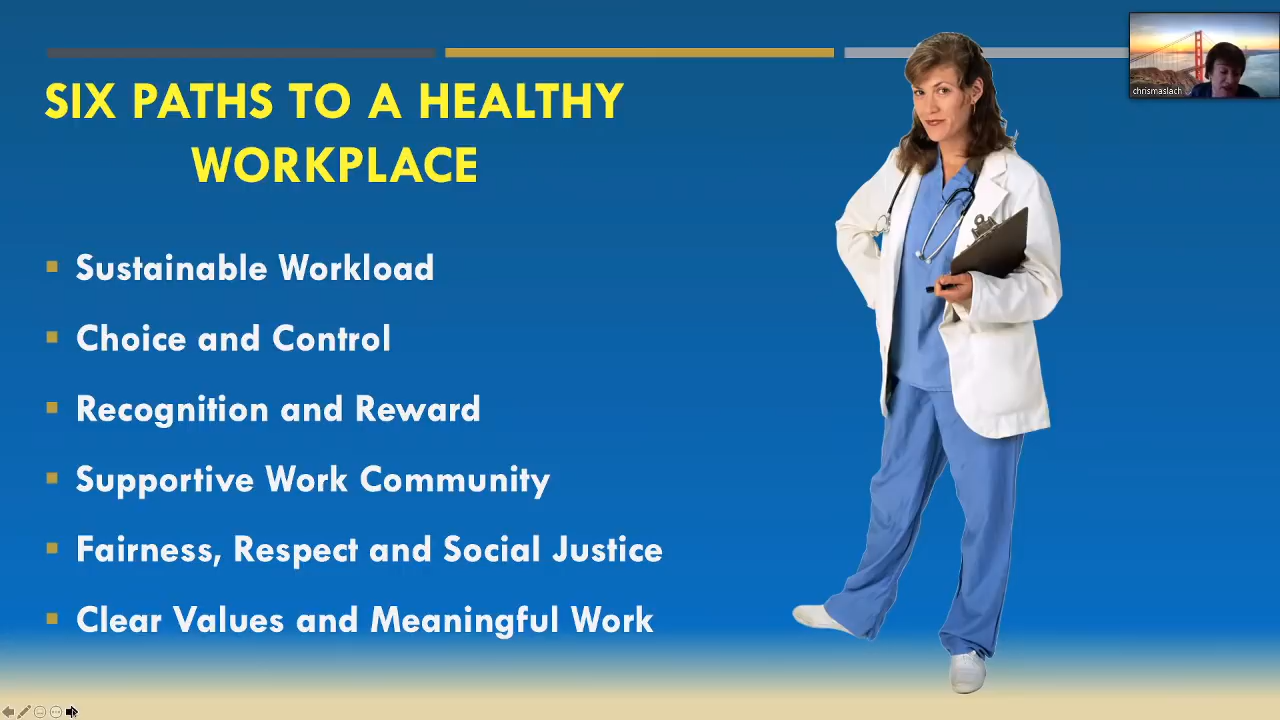 SIX PATHS TO A HEALTHY
WORKPLACE
Sustainable Workload
Choice and Control
Recognition and Reward
Supportive Work Community
Fairness, Respect and Social Justice
Clear Values and Meaningful Work
chrismaslach